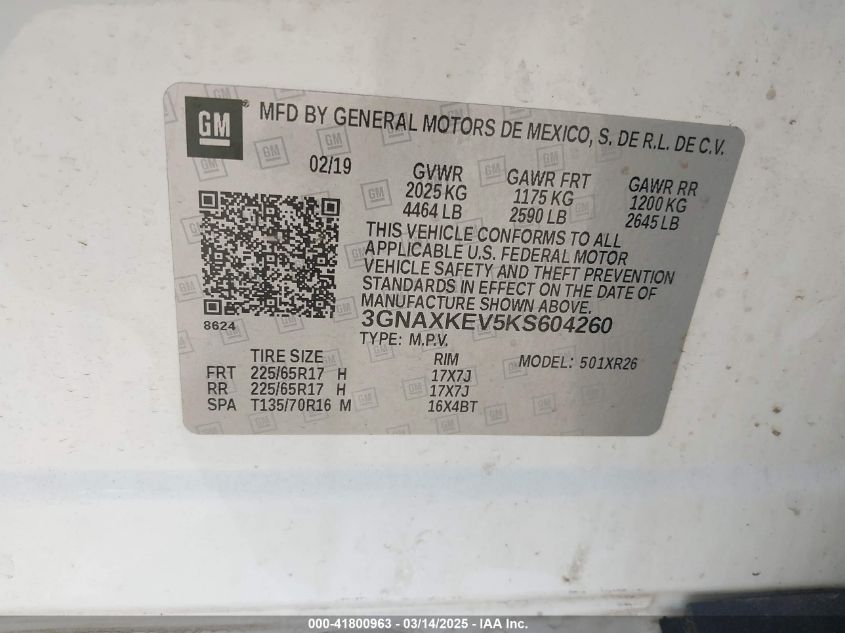 GM ®
MFD BY GENERAL MOTORS DE MEXICO, S. DE R.L. DE C.V.
02/19
GVWR
2025 KG
4464 LB
GAWR FRT
1175 KG
2590 LB
GAWR RR
1200 KG
2645 LB
THIS VEHICLE CONFORMS TO ALL
APPLICABLE U.S. FEDERAL MOTOR
VEHICLE SAFETY AND THEFT PREVENTION
STANDARDS IN EFFECT ON THE DATE OF
MANUFACTURE SHOWN ABOVE.
8624
3GNAXKEV5KS604260
TYPE: M.P.V.
MODEL: 501XR26
TIRE SIZE RIM
FRT 225/65R17 H 17X7J
RR 225/65R17 H 17X7J
SPA T135/70R16 M 16X4BT
000-41800963 - 03/14/2025 - IAA Inc.